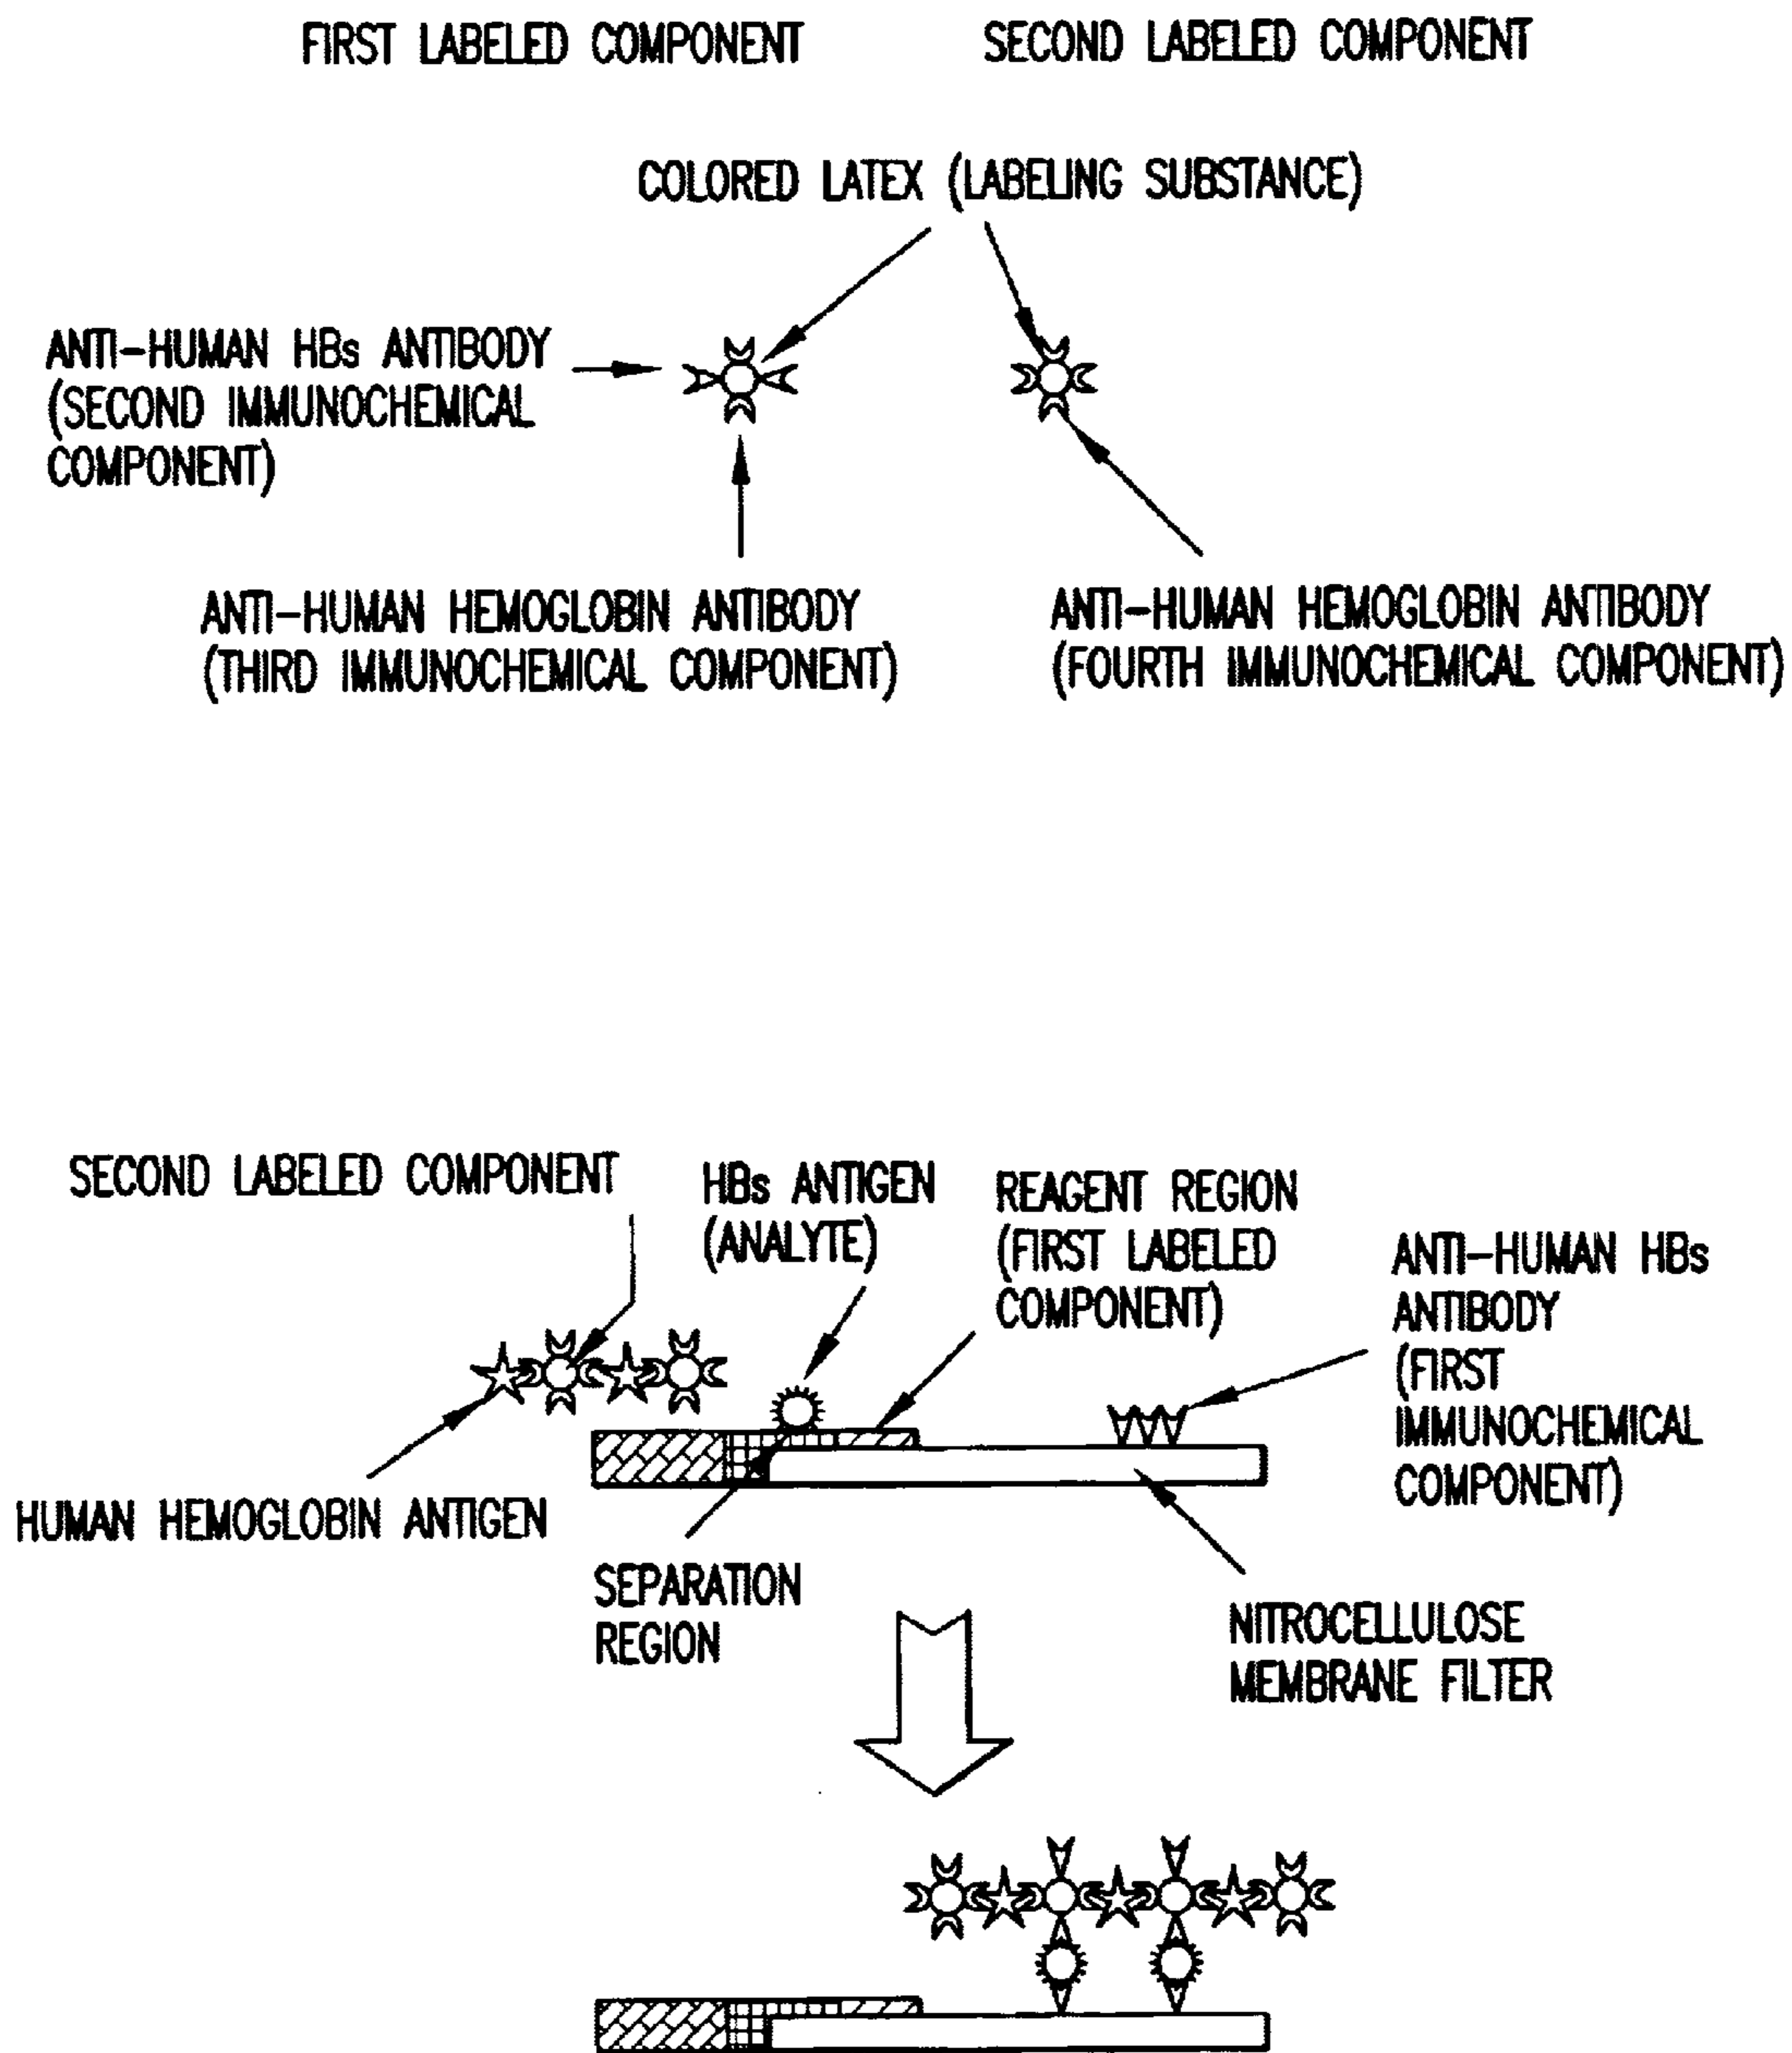 FIRST LABELED COMPONENT
SECOND LABELED COMPONENT
COLORED LATEX (LABELING SUBSTANCE)
ANTI-HUMAN HBs ANTIBODY
(SECOND IMMUNOCHEMICAL
COMPONENT)
ANTI-HUMAN HEMOGLOBIN ANTIBODY
(THIRD IMMUNOCHEMICAL COMPONENT)
ANTI-HUMAN HEMOGLOBIN ANTIBODY
(FOURTH IMMUNOCHEMICAL COMPONENT)
SECOND LABELED COMPONENT
HBs ANTIGEN
(ANALYTE)
REAGENT REGION
(FIRST LABELED
COMPONENT)
ANTI-HUMAN HBs
ANTIBODY
(FIRST
IMMUNOCHEMICAL
COMPONENT)
HUMAN HEMOGLOBIN ANTIGEN
SEPARATION
REGION
NITROCELLULOSE
MEMBRANE FILTER